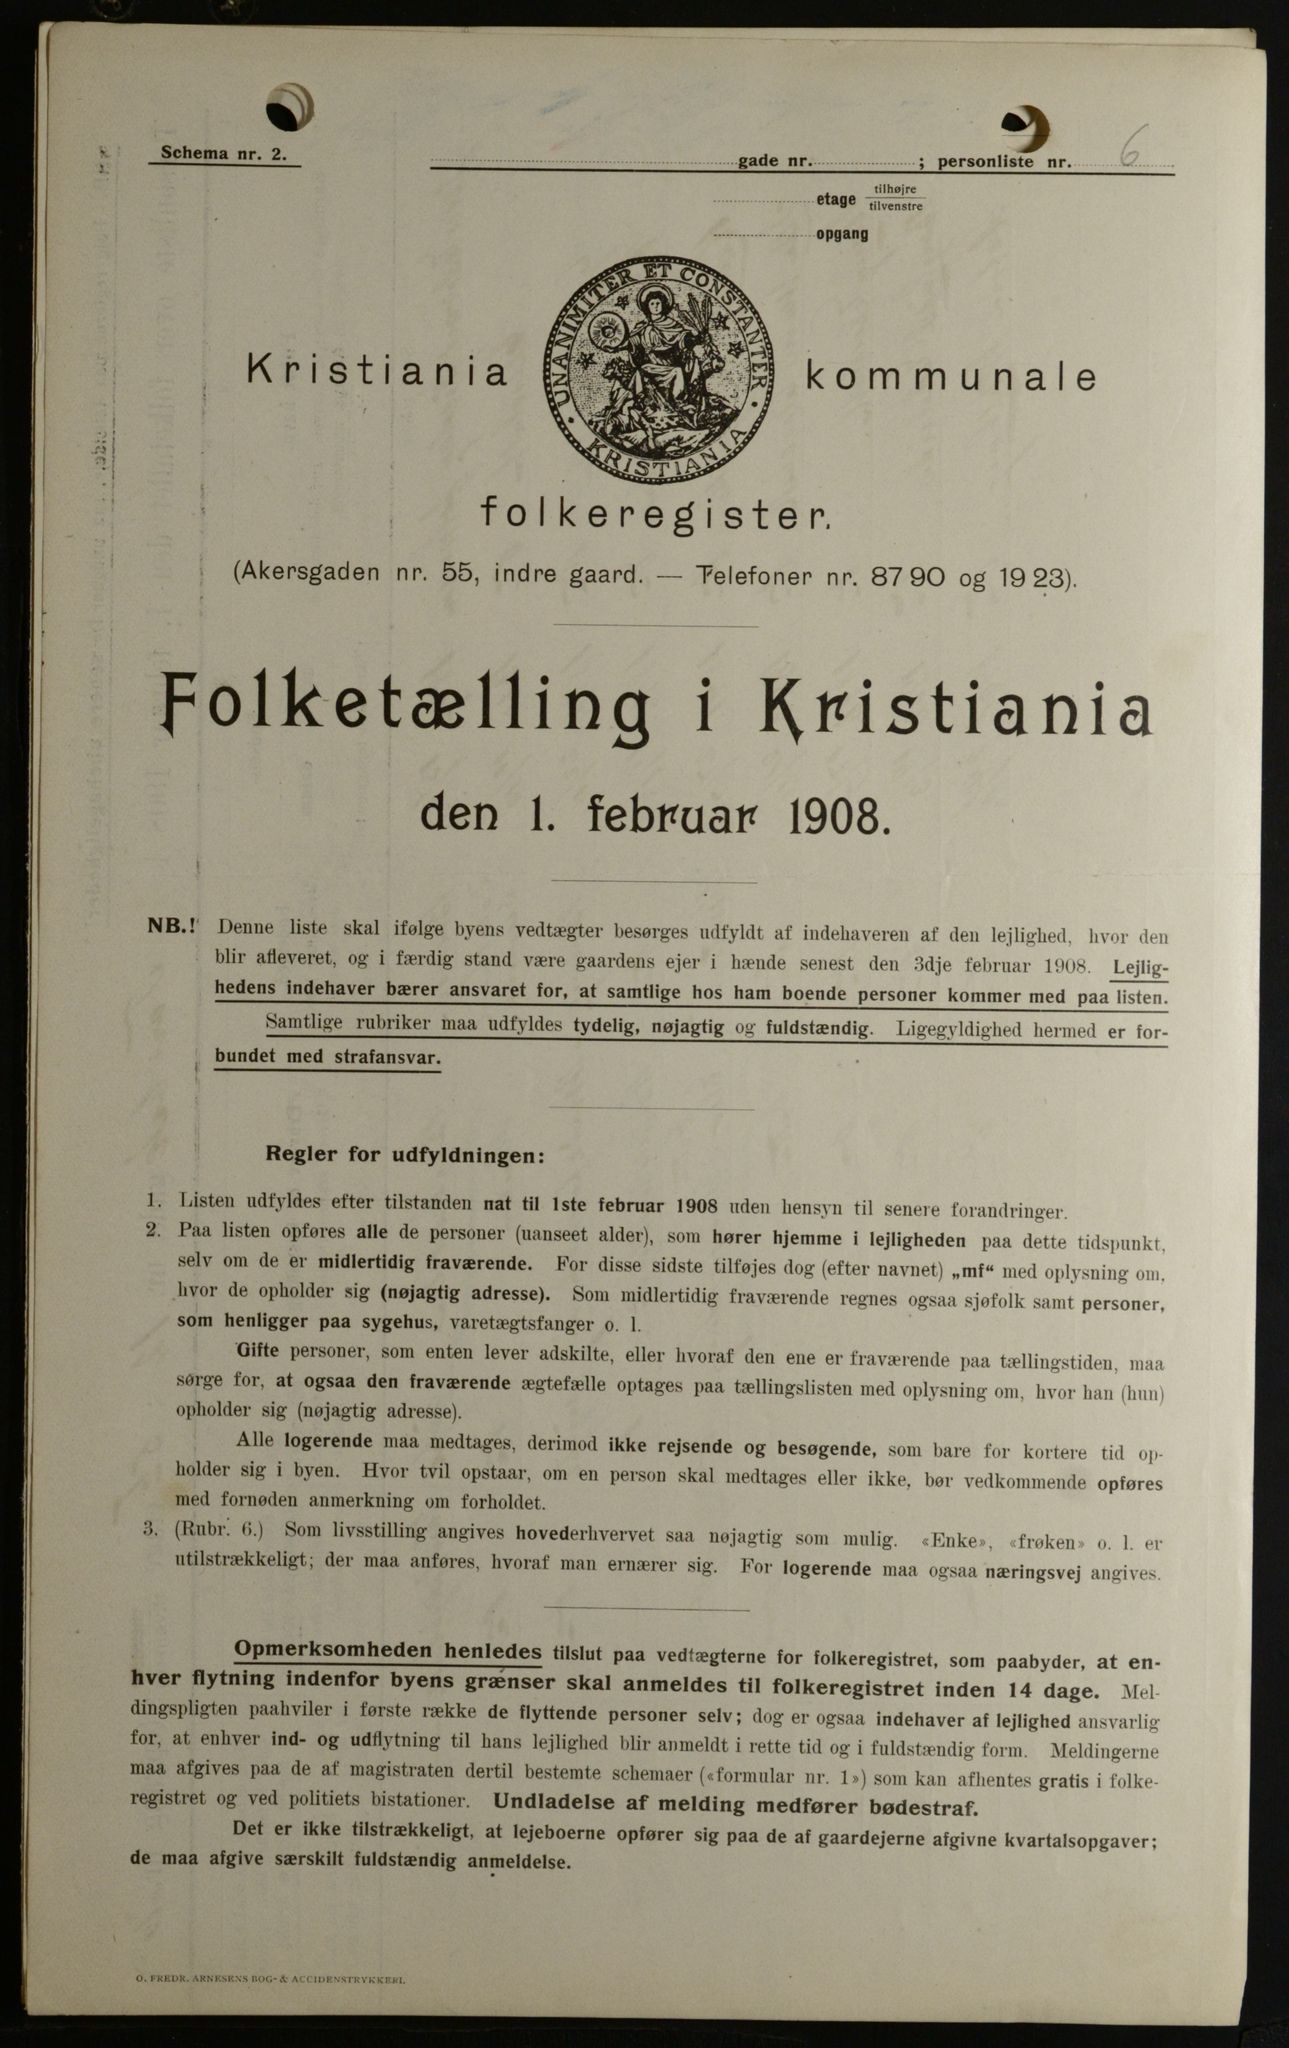 Schema nr. 2.
gade nr. ; personliste nr. 6
etage tilhøjre
tilvenstre
opgang
UNANIMITER ET CONSTANTER
KRISTIANIA
Kristiania kommunale
folkeregister.
(Akersgaden nr. 55, indre gaard. — Telefoner nr. 8790 og 1923).
Folketælling i Kristiania
den 1. februar 1908.
NB.! Denne liste skal ifølge byens vedtægter besørges udfyldt af indehaveren af den lejlighed, hvor den
blir afleveret, og i færdig stand være gaardens ejer i hænde senest den 3dje februar 1908. Lejlig-
hedens indehaver bærer ansvaret for, at samtlige hos ham boende personer kommer med paa listen.
Samtlige rubriker maa udfyldes tydelig, nøjagtig og fuldstændig. Ligegyldighed hermed er for-
bundet med strafansvar.
Regler for udfyldningen:
1. Listen udfyldes efter tilstanden nat til 1ste februar 1908 uden hensyn til senere forandringer.
2. Paa listen opføres alle de personer (uanseet alder), som hører hjemme i lejligheden paa dette tidspunkt,
selv om de er midlertidig fraværende. For disse sidste tilføjes dog (efter navnet) „mf“ med oplysning om,
hvor de opholder sig (nøjagtig adresse). Som midlertidig fraværende regnes ogsaa sjøfolk samt personer,
som henligger paa sygehus, varetægtsfanger o. l.
Gifte personer, som enten lever adskilte, eller hvoraf den ene er fraværende paa tællingstiden, maa
sørge for, at ogsaa den fraværende ægtefælle optages paa tællingslisten med oplysning om, hvor han (hun)
opholder sig (nøjagtig adresse).
Alle logerende maa medtages, derimod ikke rejsende og besøgende, som bare for kortere tid op-
holder sig i byen. Hvor tvil opstaar, om en person skal medtages eller ikke, bør vedkommende opføres
med fornøden anmerkning om forholdet.
3. (Rubr. 6.) Som livsstilling angives hovederhvervet saa nøjagtig som mulig. «Enke», «frøken» o. l. er
utilstrækkeligt; der maa anføres, hvoraf man ernærer sig. For logerende maa ogsaa næringsvej angives.
Opmerksomheden henledes tilslut paa vedtægterne for folkeregistret, som paabyder, at en-
hver flytning indenfor byens grænser skal anmeldes til folkeregistret inden 14 dage. Mel-
dingspligten paahviler i første række de flyttende personer selv; dog er ogsaa indehaver af lejlighed ansvarlig
for, at enhver ind- og udflytning til hans lejlighed blir anmeldt i rette tid og i fuldstændig form. Meldingerne
maa afgives paa de af magistraten dertil bestemte schemaer («formular nr. 1») som kan afhentes gratis i folke-
registret og ved politiets bistationer. Undladelse af melding medfører bødestraf.
Det er ikke tilstrækkeligt, at lejeboerne opfører sig paa de af gaardejerne afgivne kvartalsopgaver;
de maa afgive særskilt fuldstændig anmeldelse.
O. FREDR. ARNESENS BOG- & ACCIDENSTRYKKERI.